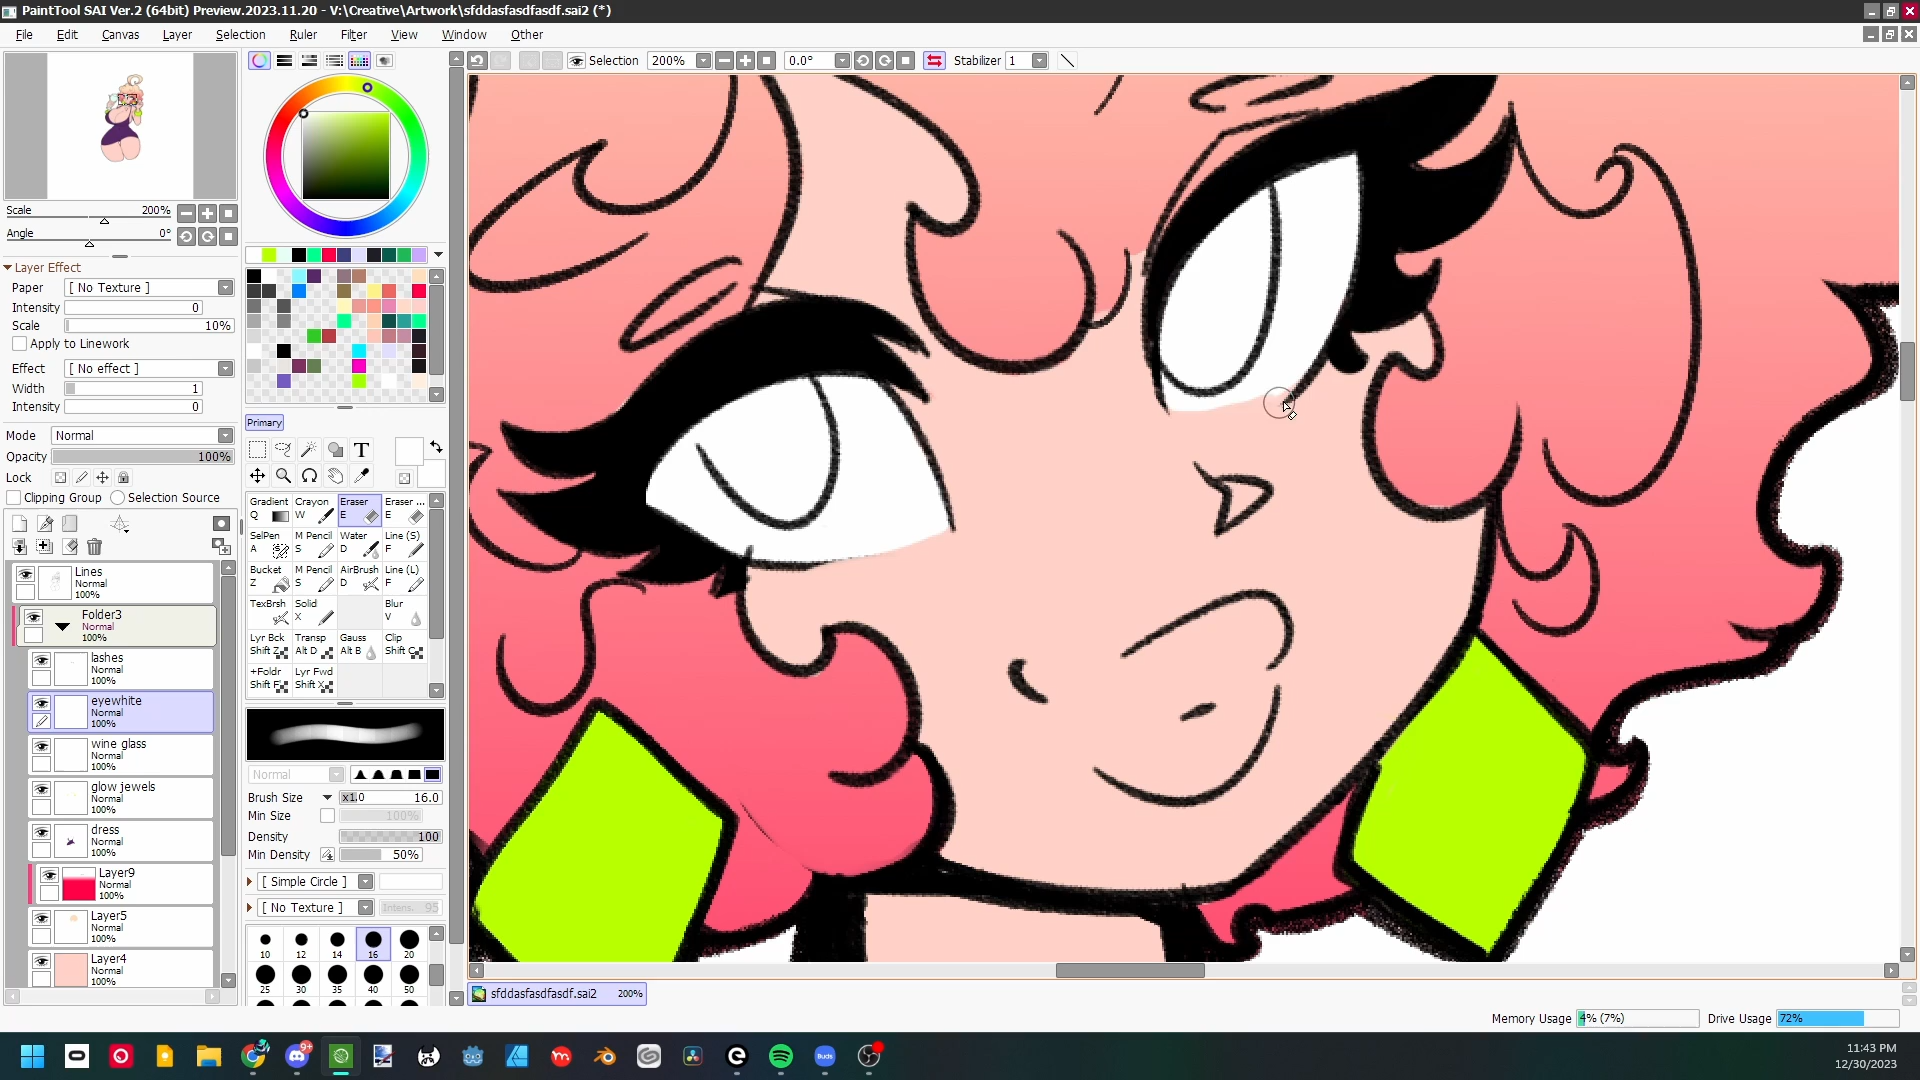 PaintTool SAI Ver.2 (64bit) Preview.2023.11.20 - V:\Creative\Artwork\sfddasfasdfasdf.sai2 (*)
File Edit Canvas Layer Selection Ruler Filter View Window Other
Selection 200% 0.0° Stabilizer 1
Scale 200%
Angle 0°
Layer Effect
Paper [ No Texture ]
Intensity 0
Scale 10%
Apply to Linework
Effect [ No effect ]
Width 1
Intensity 0
Mode Normal
Opacity 100%
Lock
Clipping Group Selection Source
Lines
Normal
100%
Folder3
Normal
100%
lashes
Normal
100%
eyewhite
Normal
100%
wine glass
Normal
100%
glow jewels
Normal
100%
dress
Normal
100%
Layer9
Normal
100%
Layer5
Normal
100%
Layer4
Normal
100%
Primary
T
Gradient Crayon Eraser Eraser ...
Q W E E
SelPen M Pencil Water Line (S)
A S D F
Bucket M Pencil AirBrush Line (L)
Z S D F
TexBrsh Solid Blur
X V
Lyr Bck Transp Gauss Clip
Shift Z Alt D Alt B Shift C
+Foldr Lyr Fwd
Shift F Shift X
Normal
Brush Size x1.0 16.0
Min Size 100%
Density 100
Min Density 50%
[ Simple Circle ]
[ No Texture ] Intens. 95
10 12 14 16 20
25 30 35 40 50
sfddasfasdfasdf.sai2 200%
Memory Usage 4% (7%) Drive Usage 72%
9+
Buds
11:43 PM
12/30/2023